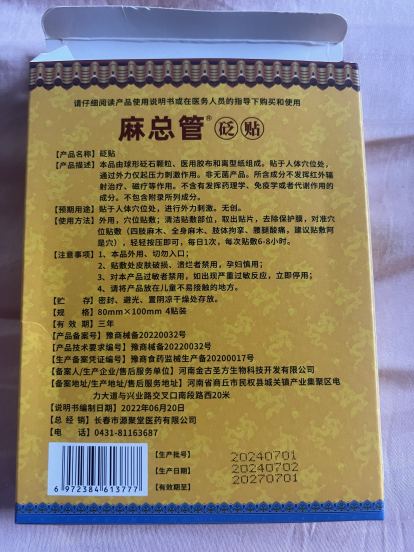 请仔细阅读产品使用说明书或在医务人员的指导下购买和使用
麻总管® 砭贴
【产品名称】砭贴
【产品描述】本品由球形砭石颗粒、医用胶布和离型纸组成。贴于人体穴位处，
通过外力仅起压力刺激作用。非无菌产品。所含成分不发挥红外辐
射治疗、磁疗等作用。不含有发挥药理学、免疫学或者代谢作用的
成分。不包含附录所列成分。
【预期用途】贴于人体穴位处，进行外力刺激。无创。
【使用方法】外用，穴位贴敷；清洁贴敷部位，取出贴片，去除保护膜，对准穴
位贴敷（四肢麻木、全身麻木、肢体拘挛、腰腿酸痛，建议贴敷阿
是穴），轻轻按压即可，每日1次，每次贴敷6-8小时。
【注意事项】1、本品外用、切勿入口；
2、贴敷处皮肤破损、溃烂者禁用，孕妇慎用；
3、对本产品过敏者禁用，如出现严重过敏反应，立即停用；
4、请将产品放在儿童不易接触的地方。
【贮 存】密封、避光、置阴凉干燥处存放。
【规 格】80mm×100mm 4贴装
【有 效 期】三年
【产品备案号】豫商械备20220032号
【产品技术要求编号】豫商械备20220032号
【生产备案凭证编号】豫商食药监械生产备20200017号
【备案人/生产企业/售后服务单位】河南金古圣方生物科技开发有限公司
【备案地址/生产地址/售后服务地址】河南省商丘市民权县城关镇产业集聚区电
力大道与兴业路交叉口南段路西20米
【说明书编制日期】2022年06月20日
【总 经 销】长春市源聚堂医药有限公司
【电 话】0431-81163687
【生产批号】 20240701
【生产日期】 20240702
【有效期至】 20270701
6 972384 613777